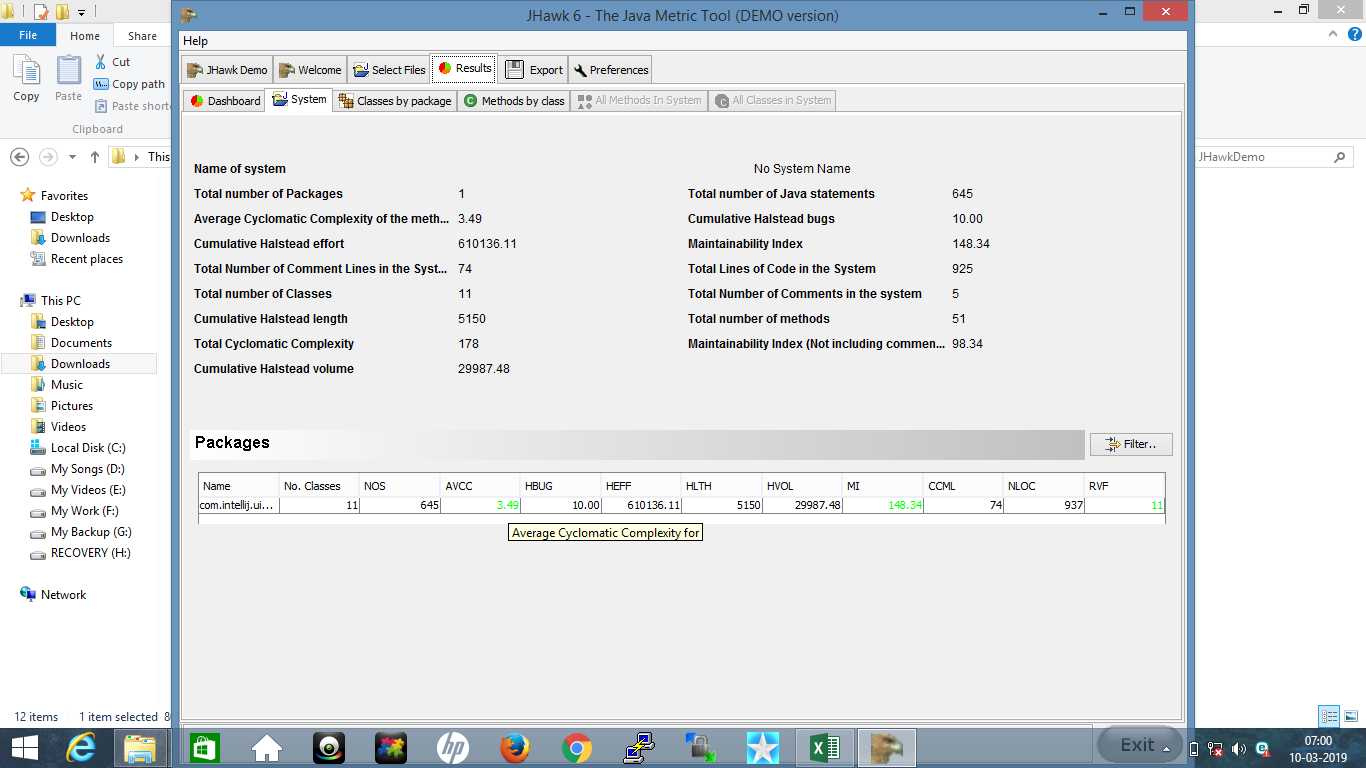 JHawk 6 - The Java Metric Tool (DEMO version)
File Home Share
Help
Copy Paste Cut
Copy path
Paste short
Clipboard
JHawk Demo Welcome Select Files Results Export Preferences
Dashboard System Classes by package Methods by class All Methods In System All Classes in System
This
JHawkDemo
Favorites
Desktop
Downloads
Recent places
This PC
Desktop
Documents
Downloads
Music
Pictures
Videos
Local Disk (C:)
My Songs (D:)
My Videos (E:)
My Work (F:)
My Backup (G:)
RECOVERY (H:)
Network
Name of system No System Name
Total number of Packages 1 Total number of Java statements 645
Average Cyclomatic Complexity of the meth... 3.49 Cumulative Halstead bugs 10.00
Cumulative Halstead effort 610136.11 Maintainability Index 148.34
Total Number of Comment Lines in the Syst... 74 Total Lines of Code in the System 925
Total number of Classes 11 Total Number of Comments in the system 5
Cumulative Halstead length 5150 Total number of methods 51
Total Cyclomatic Complexity 178 Maintainability Index (Not including commen... 98.34
Cumulative Halstead volume 29987.48
Packages Filter..
Name No. Classes NOS AVCC HBUG HEFF HLTH HVOL MI CCML NLOC RVF
com.intellij.ui... 11 645 3.49 10.00 610136.11 5150 29987.48 148.34 74 937 11
Average Cyclomatic Complexity for
12 items 1 item selected 8
Exit
07:00
10-03-2019